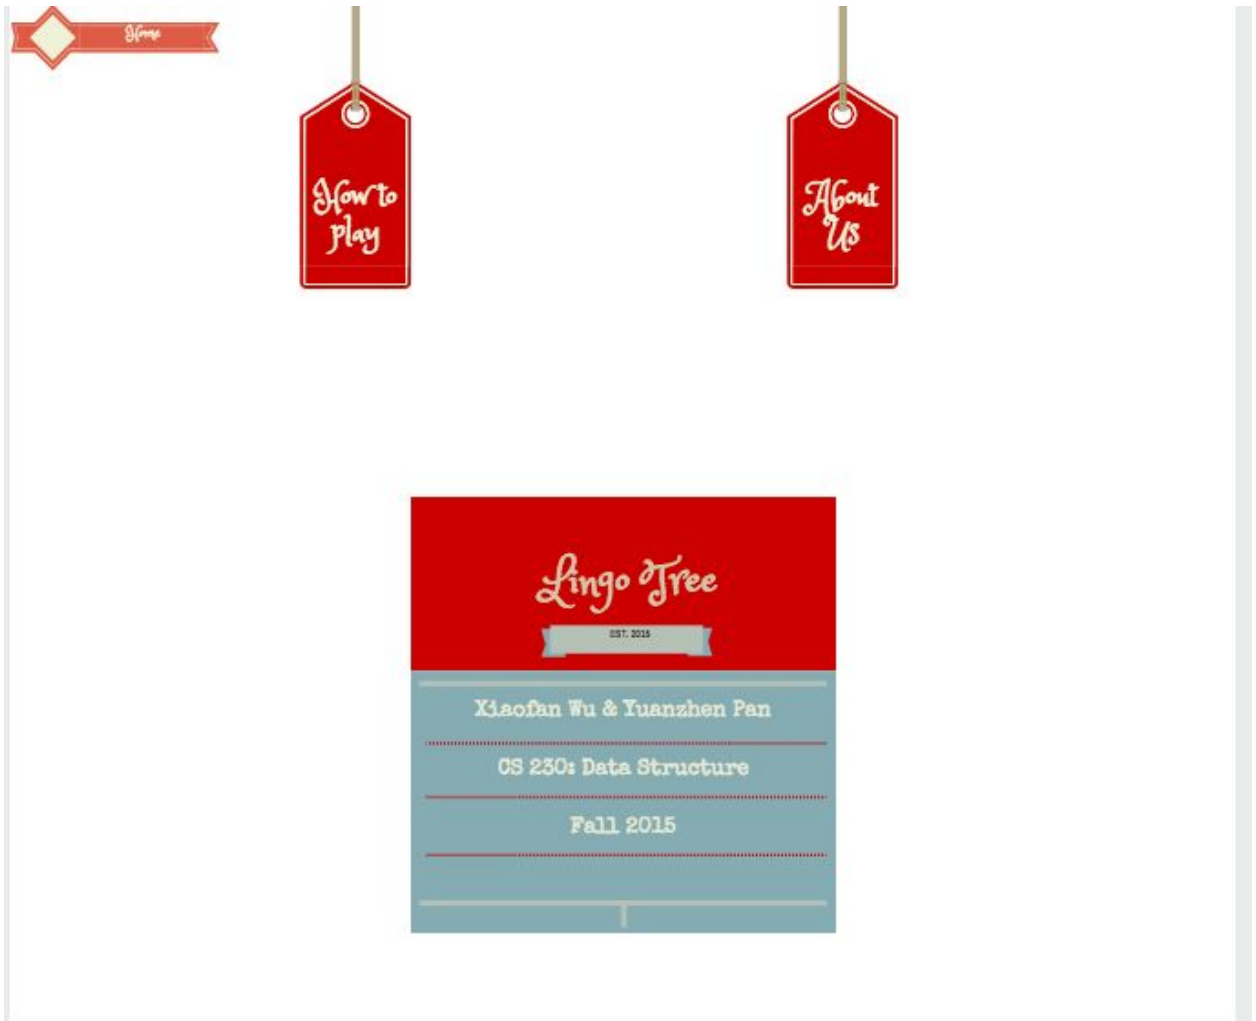 Home
How to
play
About
Us
Lingo Tree
EST. 2015
Xiaofan Wu & Yuanzhen Pan
CS 230: Data Structure
Fall 2015